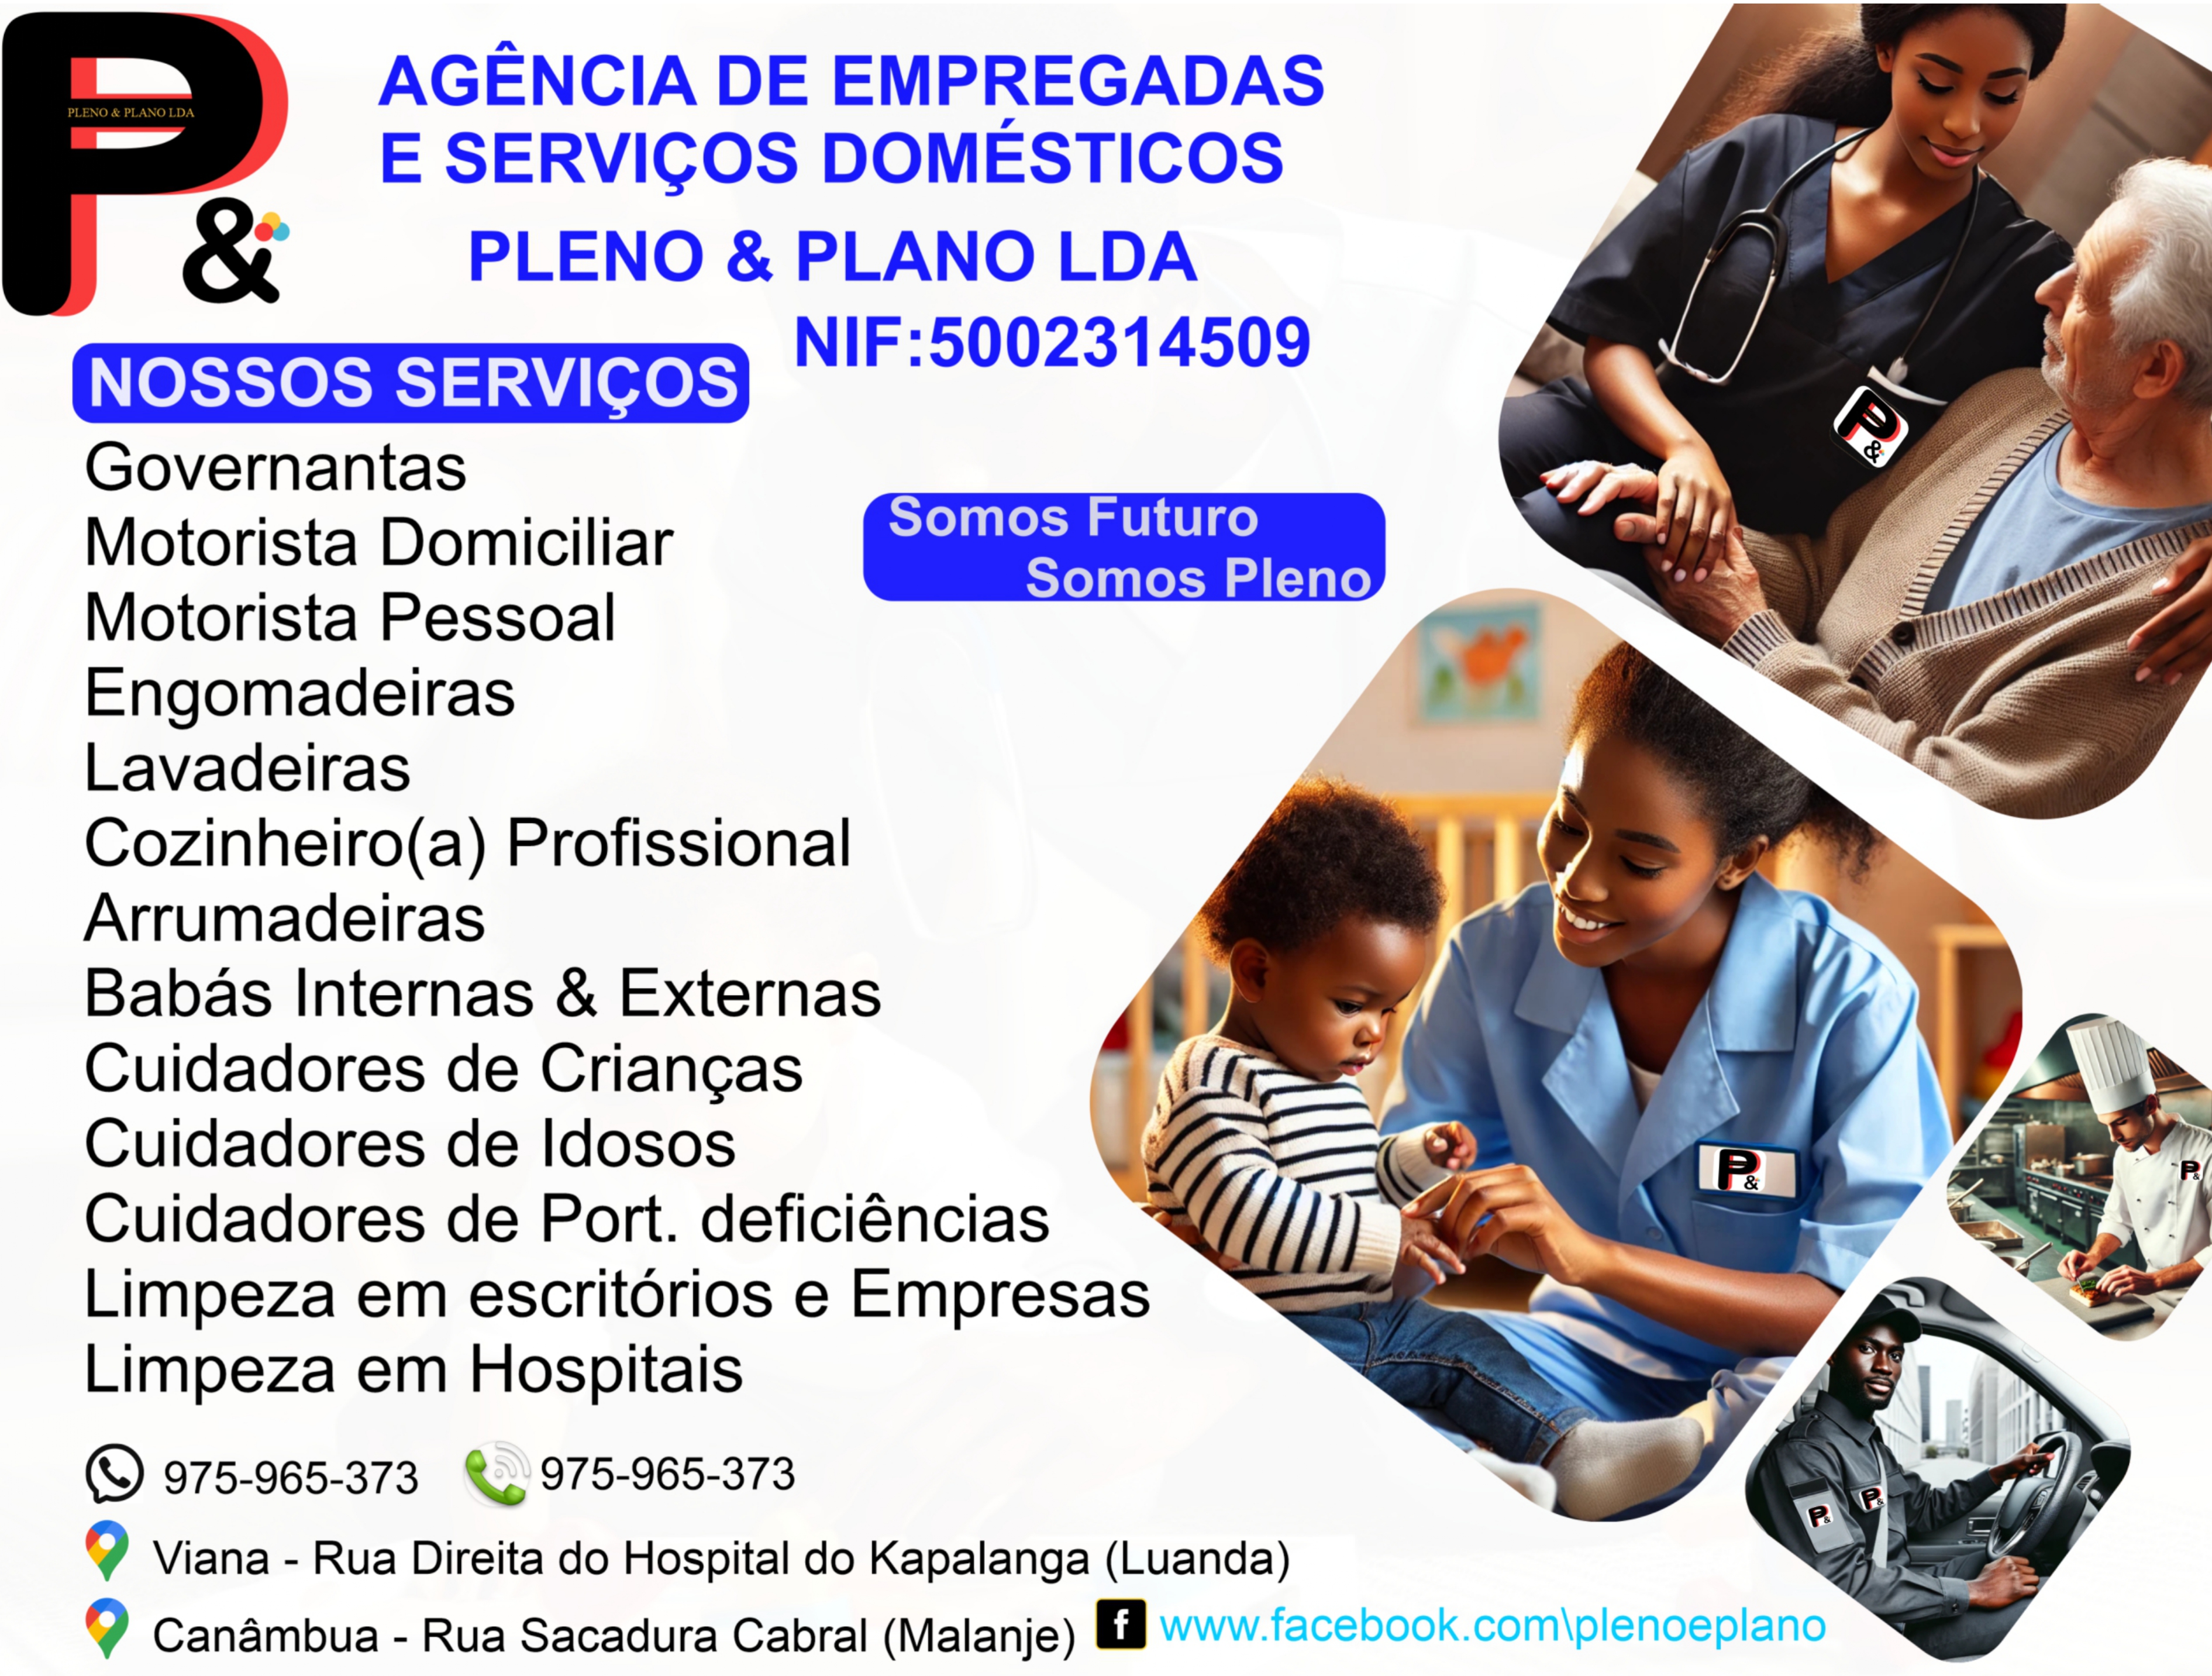 PLENO & PLANO LDA
P&
AGÊNCIA DE EMPREGADAS
E SERVIÇOS DOMÉSTICOS
PLENO & PLANO LDA
NIF:5002314509
NOSSOS SERVIÇOS
Governantas
Motorista Domiciliar
Motorista Pessoal
Engomadeiras
Lavadeiras
Cozinheiro(a) Profissional
Arrumadeiras
Babás Internas & Externas
Cuidadores de Crianças
Cuidadores de Idosos
Cuidadores de Port. deficiências
Limpeza em escritórios e Empresas
Limpeza em Hospitais
Somos Futuro
Somos Pleno
P&
P&
P&
P&
P&
975-965-373
975-965-373
Viana - Rua Direita do Hospital do Kapalanga (Luanda)
Canâmbua - Rua Sacadura Cabral (Malanje)
f www.facebook.com\plenoeplano